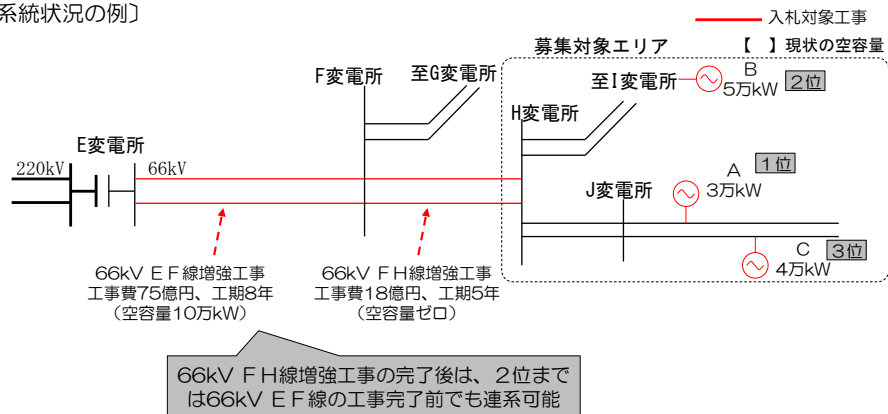 系統状況の例〕
入札対象工事
募集対象エリア
【 】現状の空容量
F変電所
至G変電所
至I変電所
B
5万kW
2位
H変電所
E変電所
220kV
66kV
J変電所
A
1位
3万kW
C
3位
4万kW
66kV EF線増強工事
工事費75億円、工期8年
（空容量10万kW）
66kV FH線増強工事
工事費18億円、工期5年
（空容量ゼロ）
66kV FH線増強工事の完了後は、2位まで
は66kV EF線の工事完了前でも連系可能